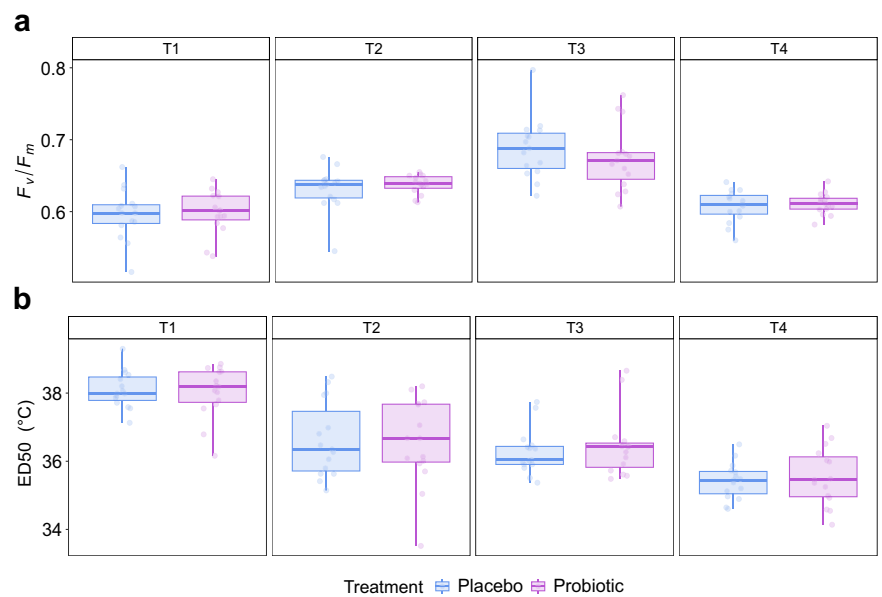 a
T1 T2 T3 T4
0.8
0.7
0.6
Fv/Fm
b
T1 T2 T3 T4
38
36
34
ED50 (°C)
Treatment Placebo Probiotic